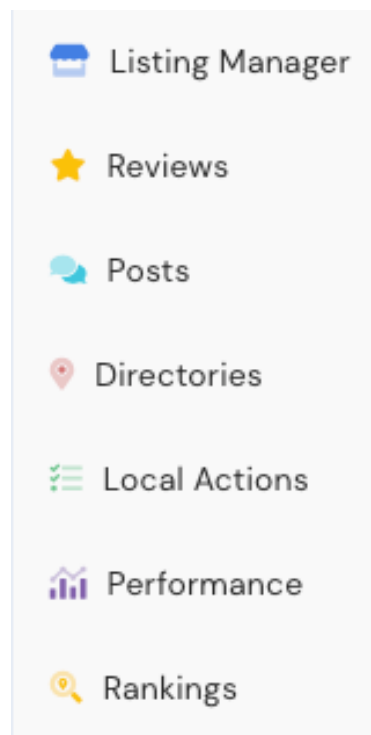 Listing Manager
Reviews
Posts
Directories
Local Actions
Performance
Rankings